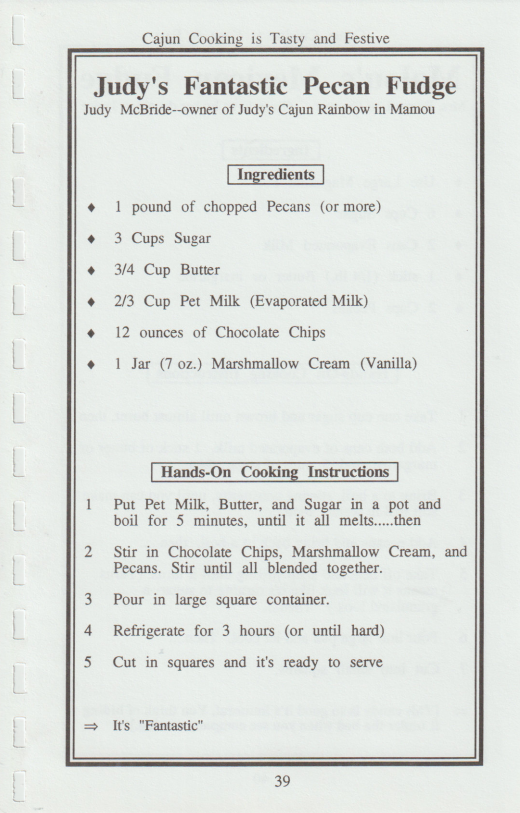 Cajun Cooking is Tasty and Festive
Judy's Fantastic Pecan Fudge
Judy McBride--owner of Judy's Cajun Rainbow in Mamou
Ingredients
♦ 1 pound of chopped Pecans (or more)
♦ 3 Cups Sugar
♦ 3/4 Cup Butter
♦ 2/3 Cup Pet Milk (Evaporated Milk)
♦ 12 ounces of Chocolate Chips
♦ 1 Jar (7 oz.) Marshmallow Cream (Vanilla)
Hands-On Cooking Instructions
1 Put Pet Milk, Butter, and Sugar in a pot and
boil for 5 minutes, until it all melts.....then
2 Stir in Chocolate Chips, Marshmallow Cream, and
Pecans. Stir until all blended together.
3 Pour in large square container.
4 Refrigerate for 3 hours (or until hard)
5 Cut in squares and it's ready to serve
⇒ It's "Fantastic"
39